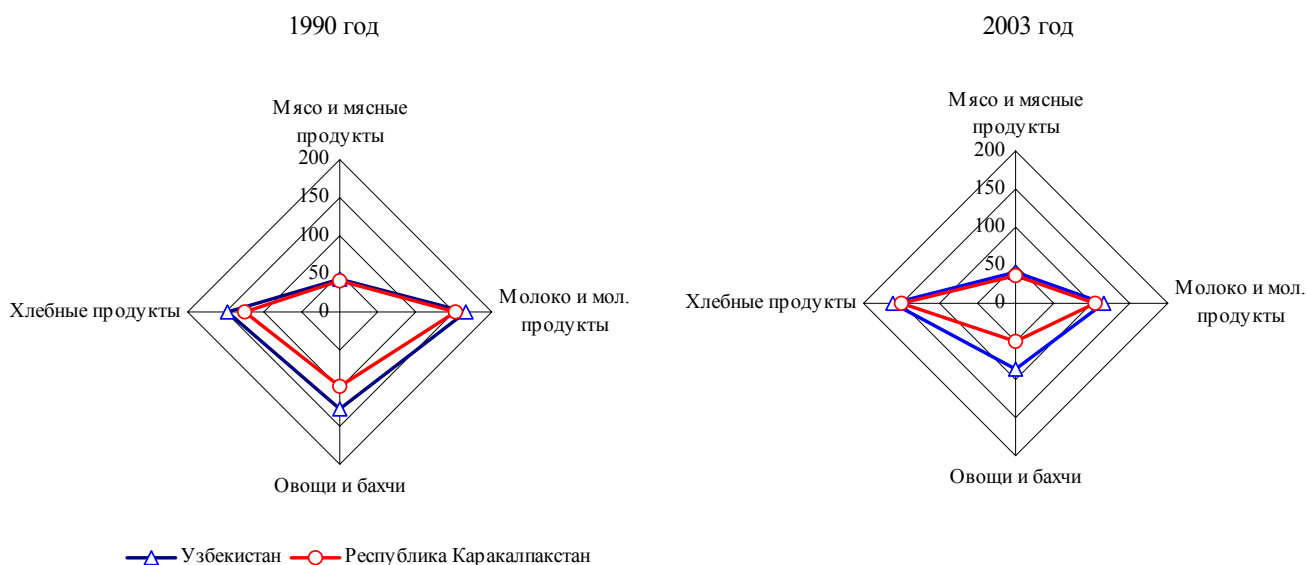 1990 год
Мясо и мясные
продукты
200
150
100
50
0
Хлебные продукты
Молоко и мол.
продукты
Овощи и бахчи
2003 год
Мясо и мясные
продукты
200
150
100
50
0
Хлебные продукты
Молоко и мол.
продукты
Овощи и бахчи
Узбекистан
Республика Каракалпакстан